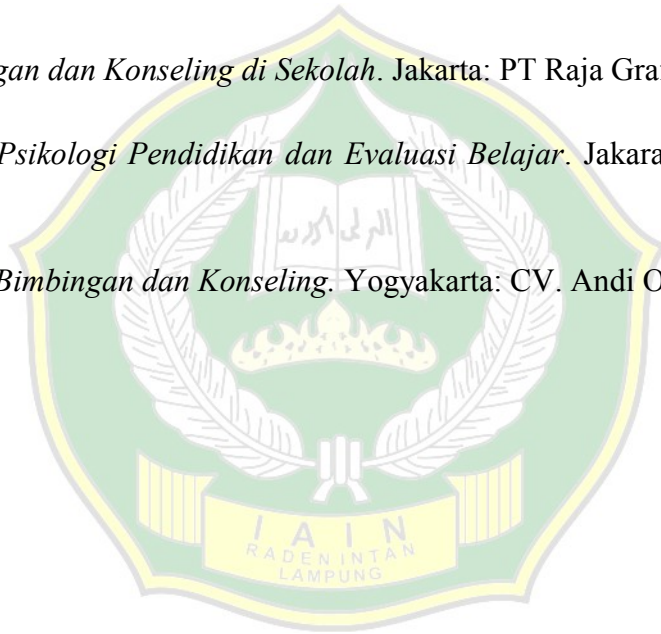 gan dan Konseling di Sekolah. Jakarta: PT Raja Graf
Psikologi Pendidikan dan Evaluasi Belajar. Jakara
Bimbingan dan Konseling. Yogyakarta: CV. Andi O
IAIN
RADEN INTAN
LAMPUNG